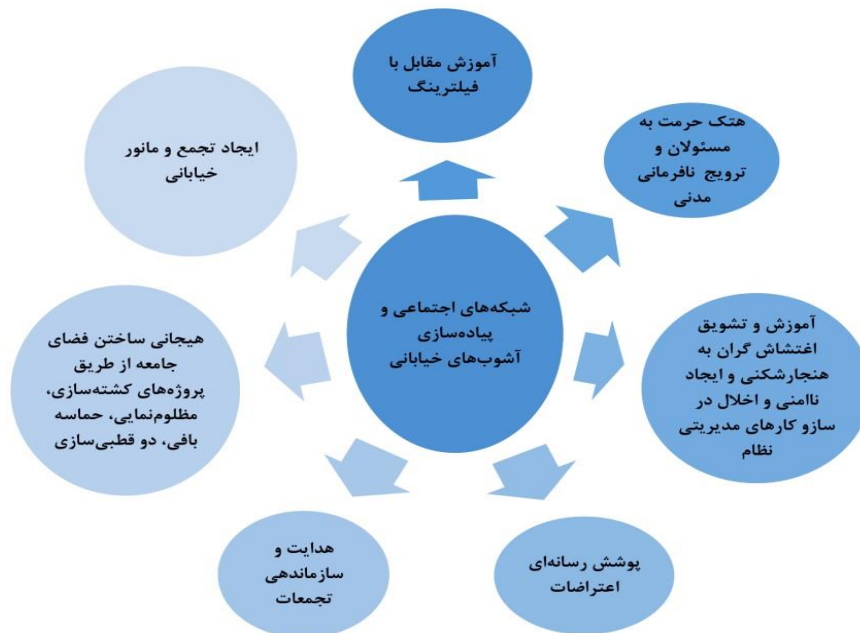 آموزش مقابل با
فیلترینگ
هتک حرمت به
مسئولان و
ترویج نافرمانی
مدنی
ایجاد تجمع و مانور
خیابانی
شبکه‌های اجتماعی و
پیاده‌سازی
آشوب‌های خیابانی
آموزش و تشویق
اغتشاش گران به
هنجارشکنی و ایجاد
ناامنی و اخلال در
سازو کارهای مدیریتی
نظام
هیجانی ساختن فضای
جامعه از طریق
پروژه‌های کشته‌سازی،
مظلوم‌نمایی، حماسه
بافی، دو قطبی‌سازی
پوشش رسانه‌ای
اعتراضات
هدایت و
سازماندهی
تجمعات